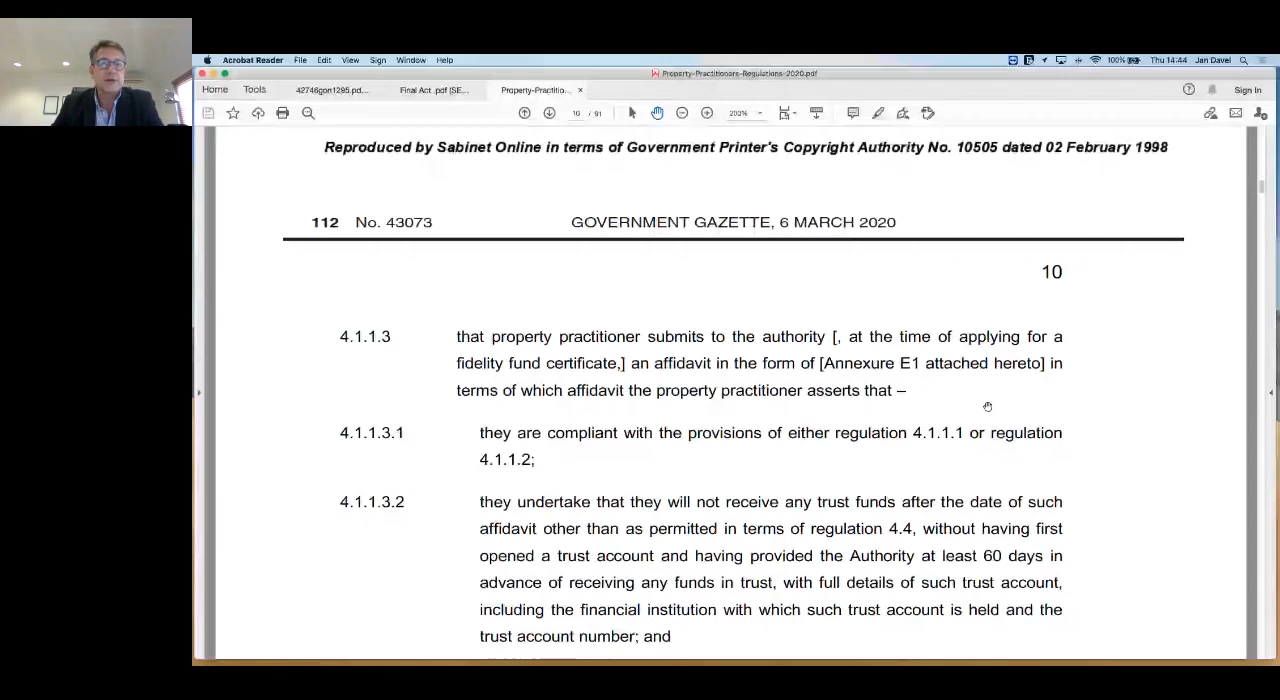 Acrobat Reader File Edit View Sign Window Help 100% Thu 14:44 Jan Davel
Property-Practitioners-Regulations-2020.pdf
Home Tools 42746gon1295.pd... Final Act .pdf (SE... Property-Practitio... × Sign In
10 / 91 200%
Reproduced by Sabinet Online in terms of Government Printer's Copyright Authority No. 10505 dated 02 February 1998
112 No. 43073 GOVERNMENT GAZETTE, 6 MARCH 2020
10
4.1.1.3 that property practitioner submits to the authority [, at the time of applying for a
fidelity fund certificate,] an affidavit in the form of [Annexure E1 attached hereto] in
terms of which affidavit the property practitioner asserts that –
4.1.1.3.1 they are compliant with the provisions of either regulation 4.1.1.1 or regulation
4.1.1.2;
4.1.1.3.2 they undertake that they will not receive any trust funds after the date of such
affidavit other than as permitted in terms of regulation 4.4, without having first
opened a trust account and having provided the Authority at least 60 days in
advance of receiving any funds in trust, with full details of such trust account,
including the financial institution with which such trust account is held and the
trust account number; and